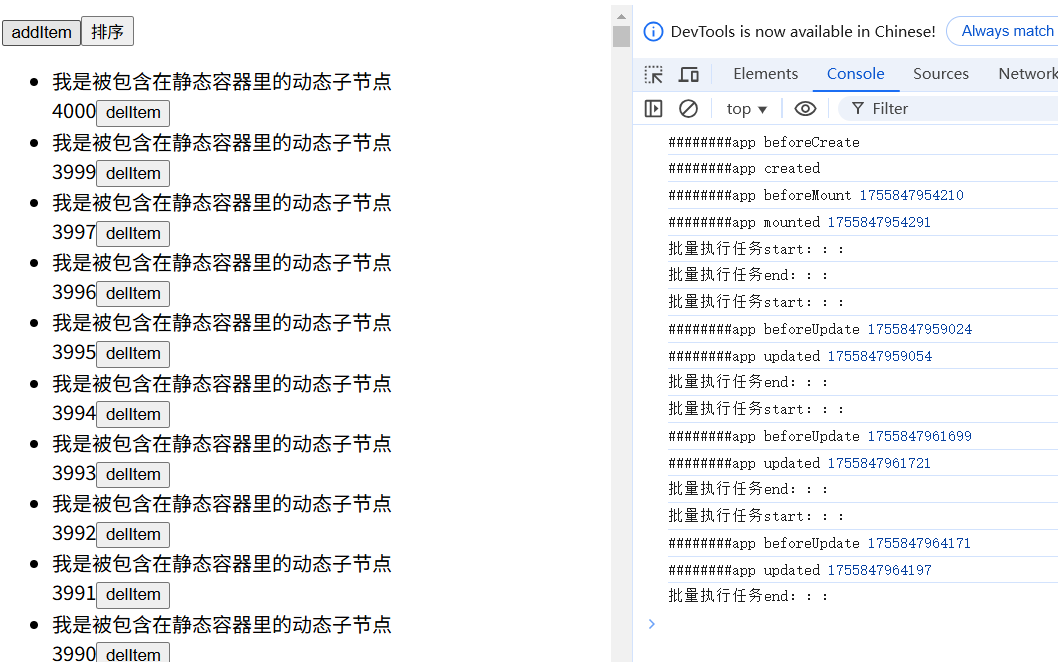 addItem 排序
我是被包含在静态容器里的动态子节点
4000 delItem
我是被包含在静态容器里的动态子节点
3999 delItem
我是被包含在静态容器里的动态子节点
3997 delItem
我是被包含在静态容器里的动态子节点
3996 delItem
我是被包含在静态容器里的动态子节点
3995 delItem
我是被包含在静态容器里的动态子节点
3994 delItem
我是被包含在静态容器里的动态子节点
3993 delItem
我是被包含在静态容器里的动态子节点
3992 delItem
我是被包含在静态容器里的动态子节点
3991 delItem
我是被包含在静态容器里的动态子节点
3990 delItem
DevTools is now available in Chinese! Always match
Elements Console Sources Network
top Filter
########app beforeCreate
########app created
########app beforeMount 1755847954210
########app mounted 1755847954291
批量执行任务start：：：
批量执行任务end：：：
批量执行任务start：：：
########app beforeUpdate 1755847959024
########app updated 1755847959054
批量执行任务end：：：
批量执行任务start：：：
########app beforeUpdate 1755847961699
########app updated 1755847961721
批量执行任务end：：：
批量执行任务start：：：
########app beforeUpdate 1755847964171
########app updated 1755847964197
批量执行任务end：：：